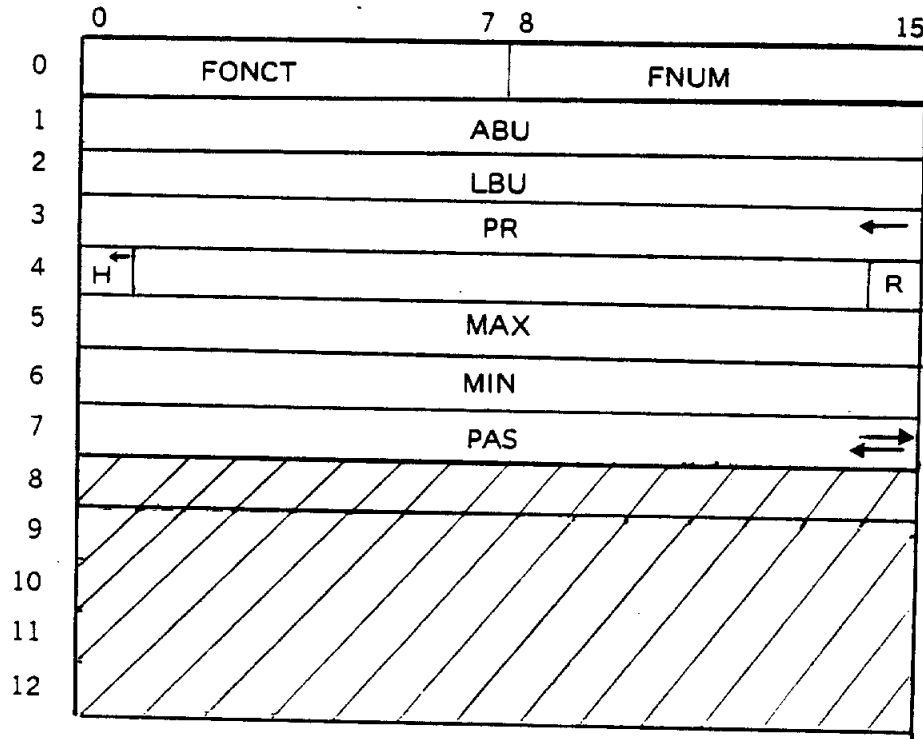 0 7 8 15
0 FONCT FNUM
1 ABU
2 LBU
3 PR
4 H R
5 MAX
6 MIN
7 PAS
8
9
10
11
12